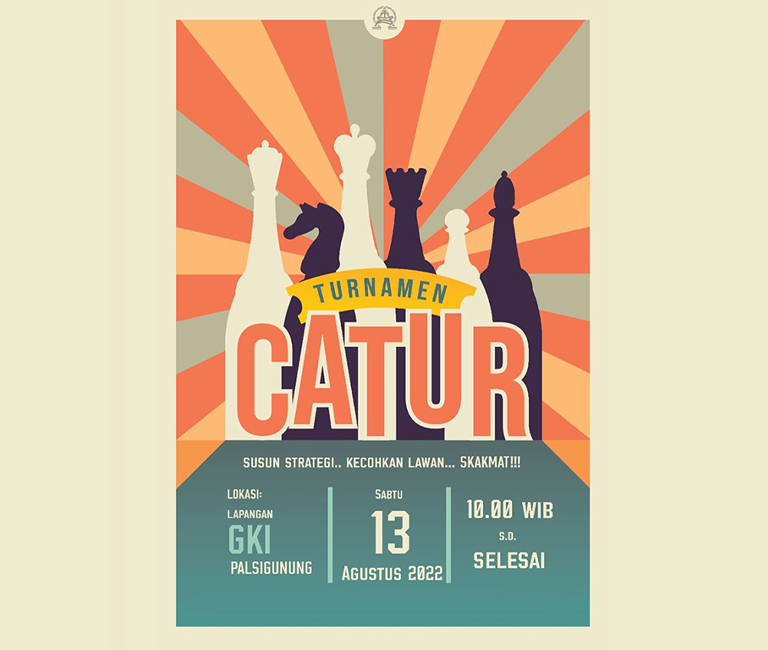 TURNAMEN
CATUR
SUSUN STRATEGI.. KECOHKAN LAWAN... SKAKMAT!!!
LOKASI:
LAPANGAN
GKI
PALSIGUNUNG
SABTU
13
AGUSTUS 2022
10.00 WIB
S.D.
SELESAI